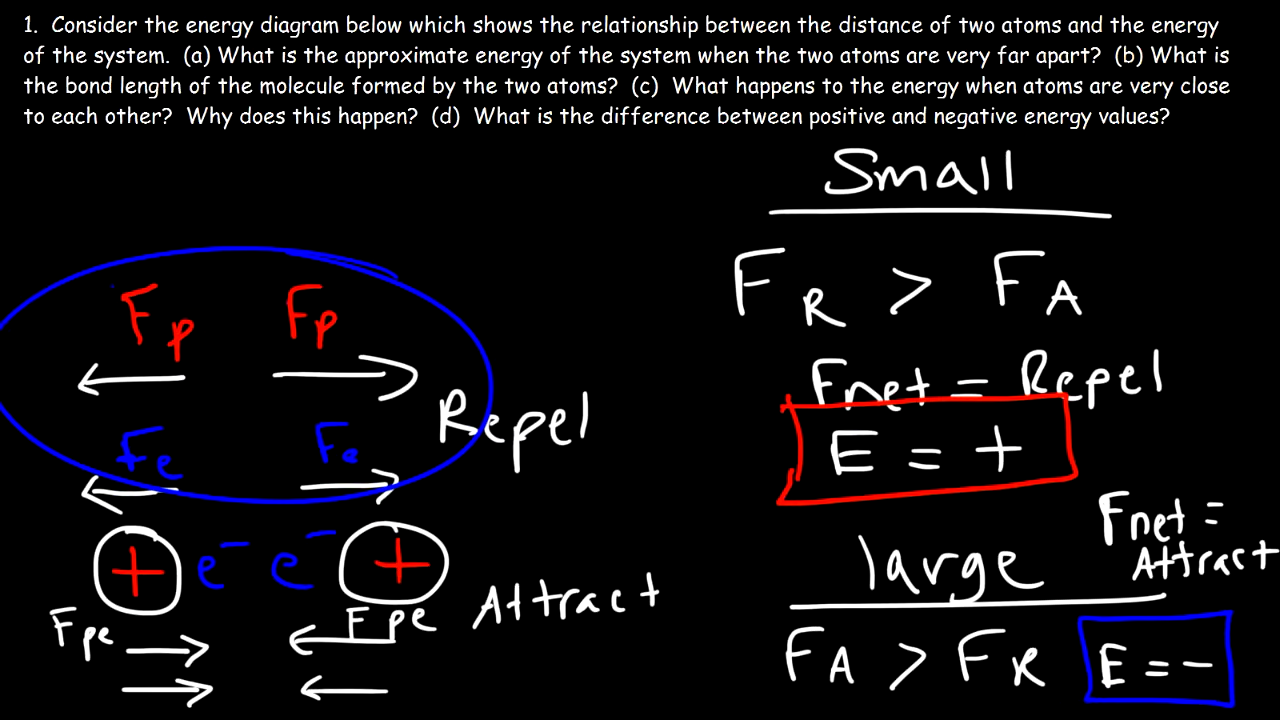 1. Consider the energy diagram below which shows the relationship between the distance of two atoms and the energy
of the system. (a) What is the approximate energy of the system when the two atoms are very far apart? (b) What is
the bond length of the molecule formed by the two atoms? (c) What happens to the energy when atoms are very close
to each other? Why does this happen? (d) What is the difference between positive and negative energy values?
Small
F R > F A
Fnet = Repel
E = +
Fp Fp
Repel
Fe Fe
+ e⁻ e⁻ +
Fpe Fpe Attract
large
Fnet =
Attract
F A > F R
E = -